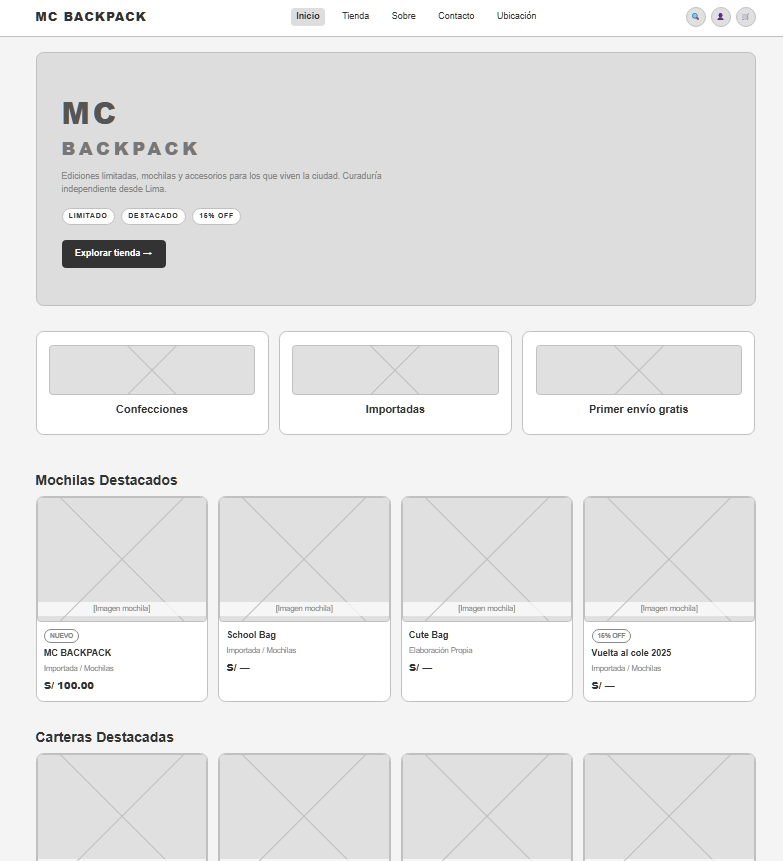 MC BACKPACK
Inicio Tienda Sobre Contacto Ubicación
MC
BACKPACK
Ediciones limitadas, mochilas y accesorios para los que viven la ciudad. Curaduría
independiente desde Lima.
LIMITADO DESTACADO 15% OFF
Explorar tienda →
Confecciones Importadas Primer envío gratis
Mochilas Destacados
[Imagen mochila] [Imagen mochila] [Imagen mochila] [Imagen mochila]
NUEVO
MC BACKPACK
Importada / Mochilas
S/ 100.00
School Bag
Importada / Mochilas
S/ —
Cute Bag
Elaboración Propia
S/ —
15% OFF
Vuelta al cole 2025
Importada / Mochilas
S/ —
Carteras Destacadas